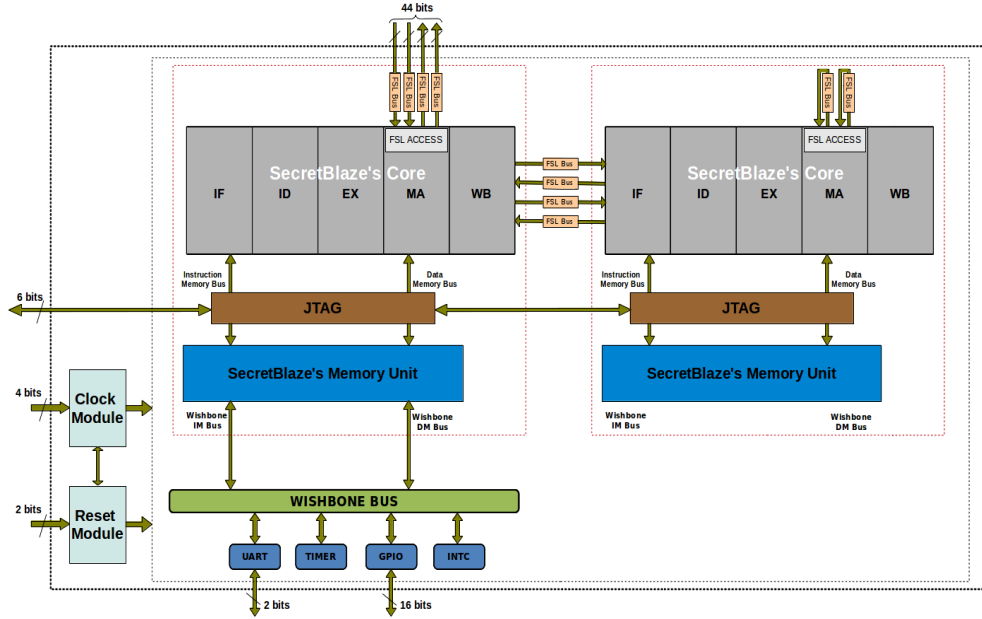 44 bits
FSL Bus
FSL Bus
FSL Bus
FSL Bus
FSL Bus
FSL Bus
FSL ACCESS
SecretBlaze's Core
IF
ID
EX
MA
WB
FSL Bus
FSL Bus
FSL Bus
FSL Bus
FSL ACCESS
SecretBlaze's Core
IF
ID
EX
MA
WB
Instruction
Memory Bus
Data
Memory Bus
Instruction
Memory Bus
Data
Memory Bus
6 bits
JTAG
JTAG
SecretBlaze's Memory Unit
SecretBlaze's Memory Unit
4 bits
Clock
Module
Wishbone
IM Bus
Wishbone
DM Bus
Wishbone
IM Bus
Wishbone
DM Bus
2 bits
Reset
Module
WISHBONE BUS
UART
TIMER
GPIO
INTC
2 bits
16 bits